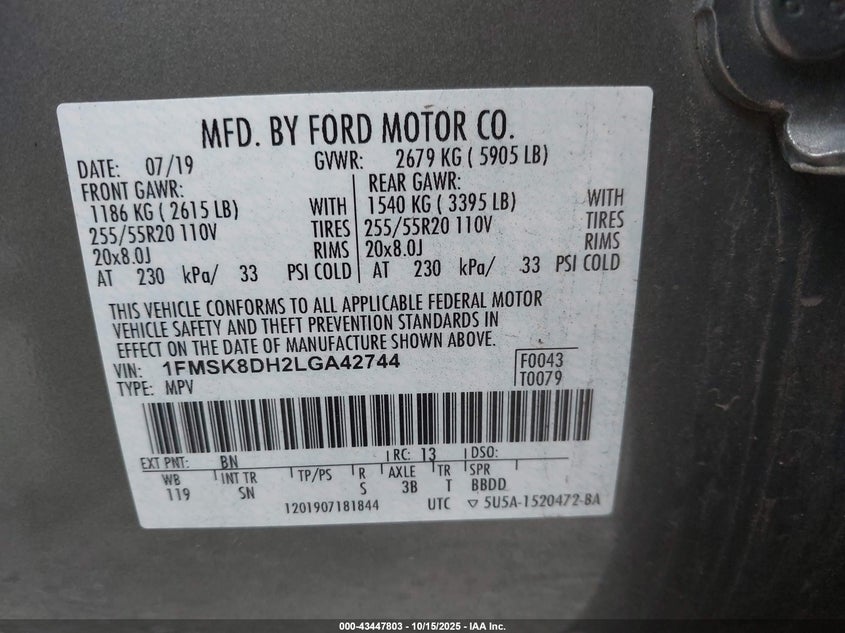 MFD. BY FORD MOTOR CO.
DATE: 07/19 GVWR: 2679 KG ( 5905 LB)
FRONT GAWR: REAR GAWR:
1186 KG ( 2615 LB) WITH 1540 KG ( 3395 LB) WITH
255/55R20 110V TIRES 255/55R20 110V TIRES
20x8.0J RIMS 20x8.0J RIMS
AT 230 kPa/ 33 PSI COLD AT 230 kPa/ 33 PSI COLD
THIS VEHICLE CONFORMS TO ALL APPLICABLE FEDERAL MOTOR
VEHICLE SAFETY AND THEFT PREVENTION STANDARDS IN
EFFECT ON THE DATE OF MANUFACTURE SHOWN ABOVE.
VIN: 1FMSK8DH2LGA42744 F0043
TYPE: MPV T0079
EXT PNT: BN RC: 13 DSO:
WB INT TR TP/PS R AXLE TR SPR
119 SN S 3B T BBDD
1201907181844 UTC ▽ 5U5A-1520472-BA
000-43447803 - 10/15/2025 - IAA Inc.